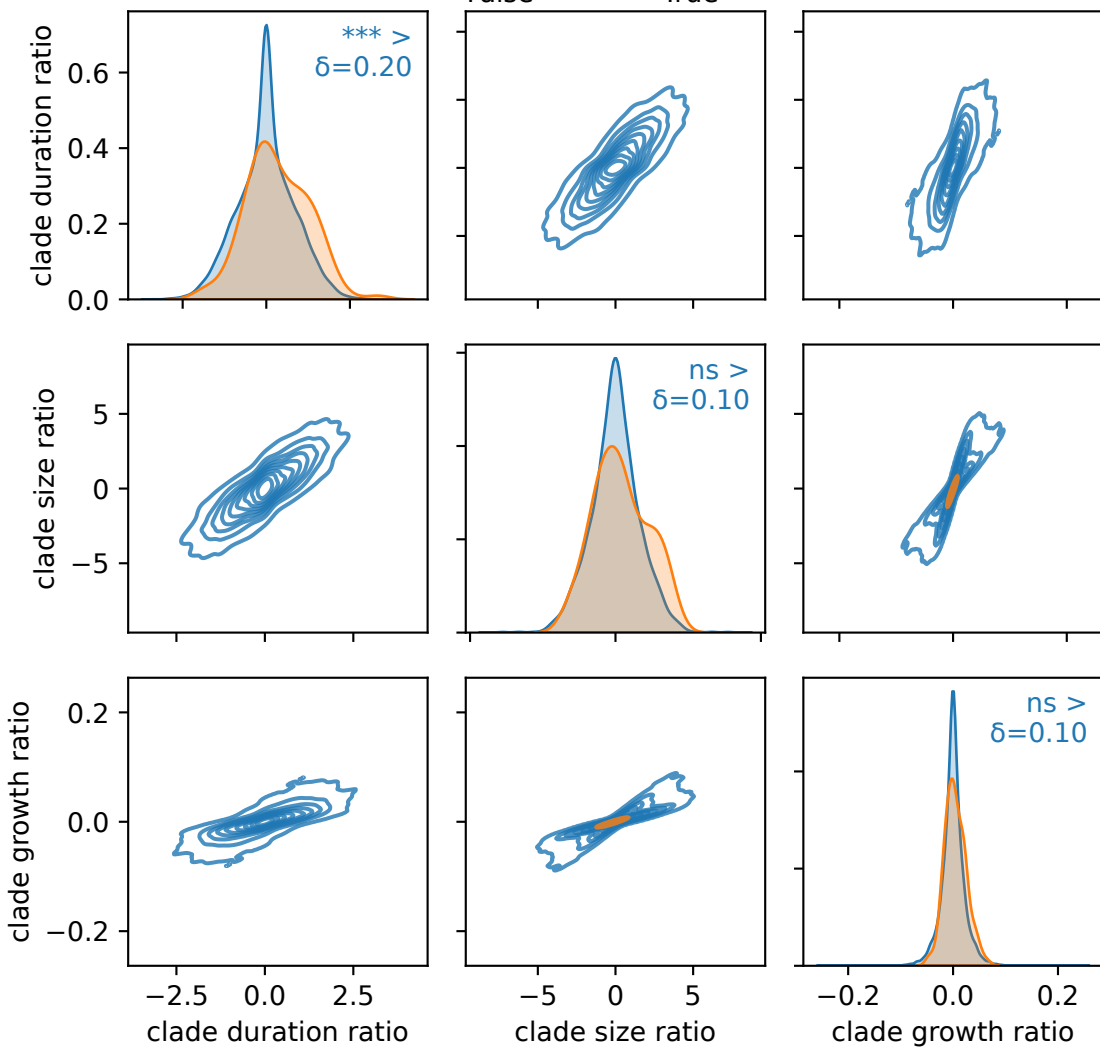 clade duration ratio
0.6
0.4
0.2
0.0
*** >
δ=0.20
clade size ratio
5
0
−5
ns >
δ=0.10
clade growth ratio
0.2
0.0
−0.2
ns >
δ=0.10
−2.5 0.0 2.5
−5 0 5
−0.2 0.0 0.2
clade duration ratio
clade size ratio
clade growth ratio